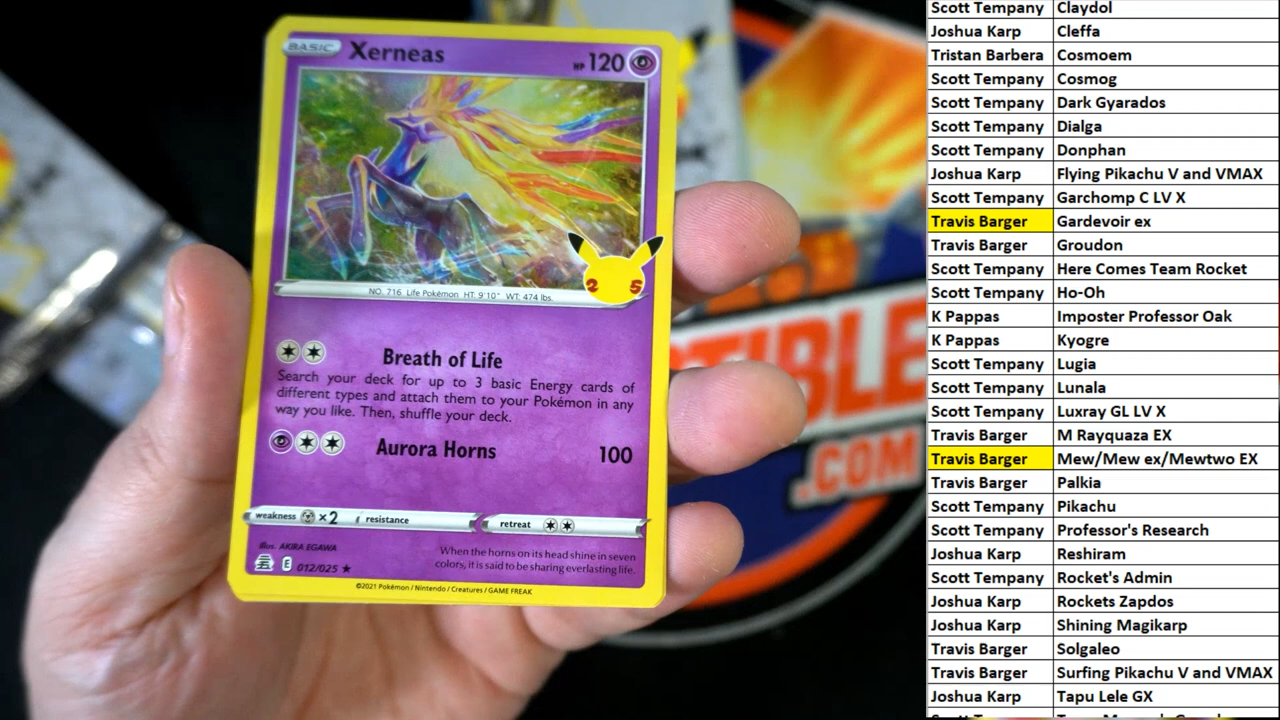 BASIC Xerneas HP 120
2 5
NO. 716 Life Pokémon HT: 9'10" WT: 474 lbs.
Breath of Life
Search your deck for up to 3 basic Energy cards of
different types and attach them to your Pokémon in any
way you like. Then, shuffle your deck.
Aurora Horns 100
weakness ×2 resistance retreat
Illus. AKIRA EGAWA
E 012/025 ★
When the horns on its head shine in seven
colors, it is said to be sharing everlasting life.
©2021 Pokémon / Nintendo / Creatures / GAME FREAK
TIBLE
.COM
Scott Tempany Claydol
Joshua Karp Cleffa
Tristan Barbera Cosmoem
Scott Tempany Cosmog
Scott Tempany Dark Gyarados
Scott Tempany Dialga
Scott Tempany Donphan
Joshua Karp Flying Pikachu V and VMAX
Scott Tempany Garchomp C LV X
Travis Barger Gardevoir ex
Travis Barger Groudon
Scott Tempany Here Comes Team Rocket
Scott Tempany Ho-Oh
K Pappas Imposter Professor Oak
K Pappas Kyogre
Scott Tempany Lugia
Scott Tempany Lunala
Scott Tempany Luxray GL LV X
Travis Barger M Rayquaza EX
Travis Barger Mew/Mew ex/Mewtwo EX
Travis Barger Palkia
Scott Tempany Pikachu
Scott Tempany Professor's Research
Joshua Karp Reshiram
Scott Tempany Rocket's Admin
Joshua Karp Rockets Zapdos
Joshua Karp Shining Magikarp
Travis Barger Solgaleo
Travis Barger Surfing Pikachu V and VMAX
Joshua Karp Tapu Lele GX